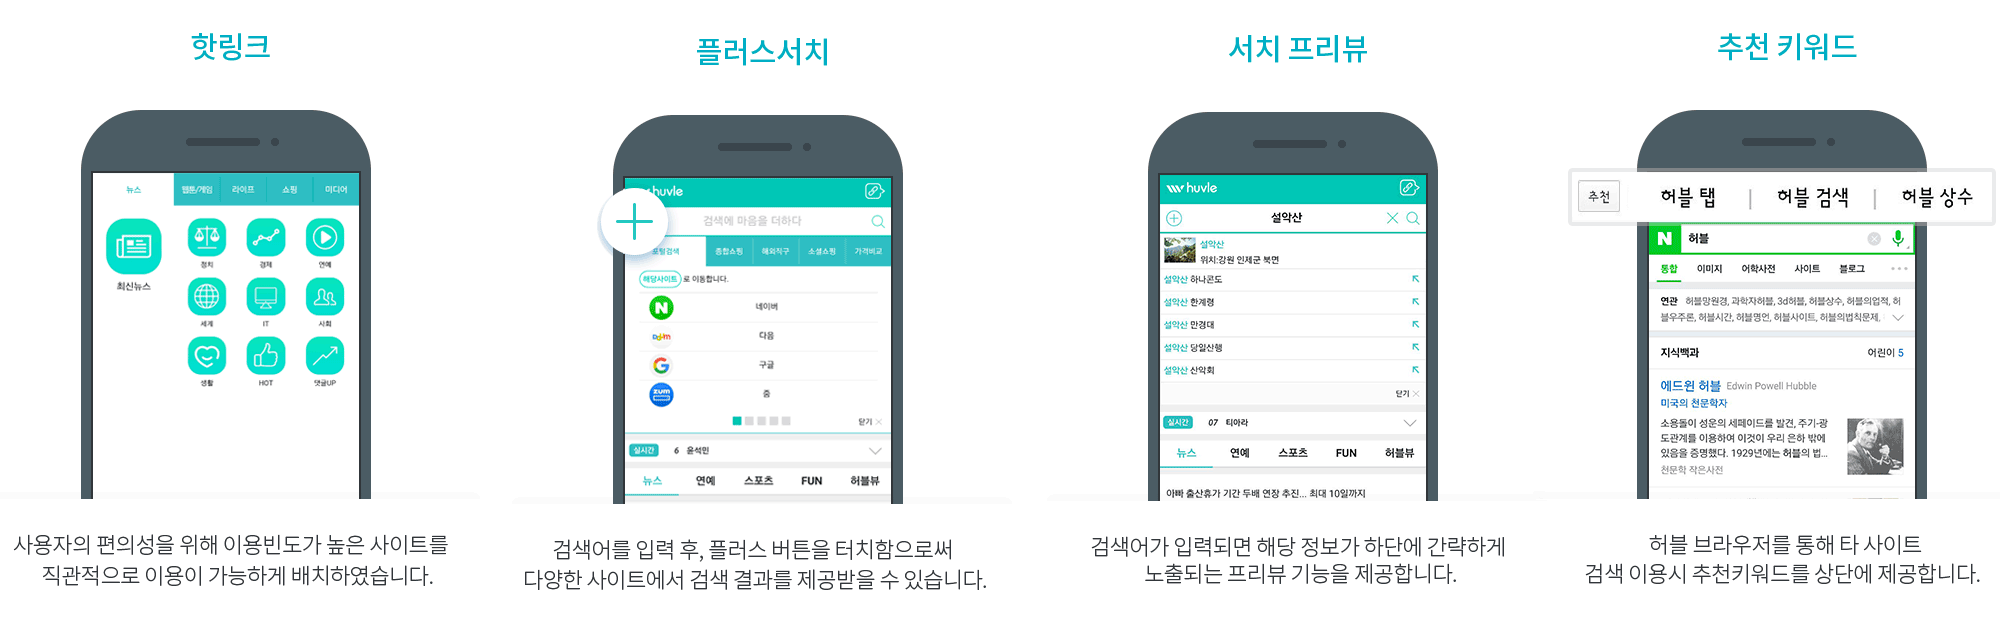 핫링크
뉴스
웹툰/게임
라이프
쇼핑
미디어
최신뉴스
정치
경제
연예
세계
IT
사회
생활
HOT
댓글UP
사용자의 편의성을 위해 이용빈도가 높은 사이트를
직관적으로 이용이 가능하게 배치하였습니다.
플러스서치
huvle
검색에 마음을 더하다
포털검색
종합쇼핑
해외직구
소셜쇼핑
가격비교
해당사이트 로 이동합니다.
N 네이버
Daum 다음
G 구글
zum 줌
닫기
실시간 6 윤석민
뉴스 연예 스포츠 FUN 허블뷰
검색어를 입력 후, 플러스 버튼을 터치함으로써
다양한 사이트에서 검색 결과를 제공받을 수 있습니다.
서치 프리뷰
huvle
설악산
설악산
위치:강원 인제군 북면
설악산 하나콘도
설악산 한계령
설악산 만경대
설악산 당일산행
설악산 산악회
닫기
실시간 07 티아라
뉴스 연예 스포츠 FUN 허블뷰
아빠 출산휴가 기간 두배 연장 추진... 최대 10일까지
검색어가 입력되면 해당 정보가 하단에 간략하게
노출되는 프리뷰 기능을 제공합니다.
추천 키워드
추천 허블 탭 | 허블 검색 | 허블 상수
N 허블
통합 이미지 어학사전 사이트 블로그
연관 허블망원경, 과학자허블, 3d허블, 허블상수, 허블의업적, 허
블우주론, 허블시간, 허블명언, 허블사이트, 허블의법칙문제,
지식백과 어린이 5
에드윈 허블 Edwin Powell Hubble
미국의 천문학자
소용돌이 성운의 세페이드를 발견, 주기-광
도관계를 이용하여 이것이 우리 은하 밖에
있음을 증명했다. 1929년에는 허블의 법...
천문학 작은사전
허블 브라우저를 통해 타 사이트
검색 이용시 추천키워드를 상단에 제공합니다.